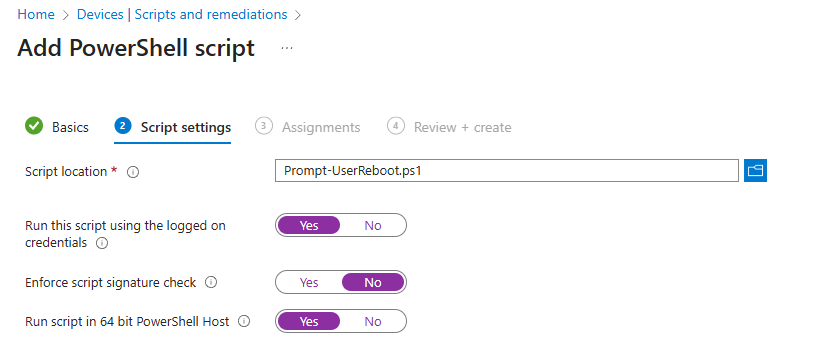 Home > Devices | Scripts and remediations >
Add PowerShell script ...
Basics 2 Script settings 3 Assignments 4 Review + create
Script location * Prompt-UserReboot.ps1
Run this script using the logged on
credentials Yes No
Enforce script signature check Yes No
Run script in 64 bit PowerShell Host Yes No